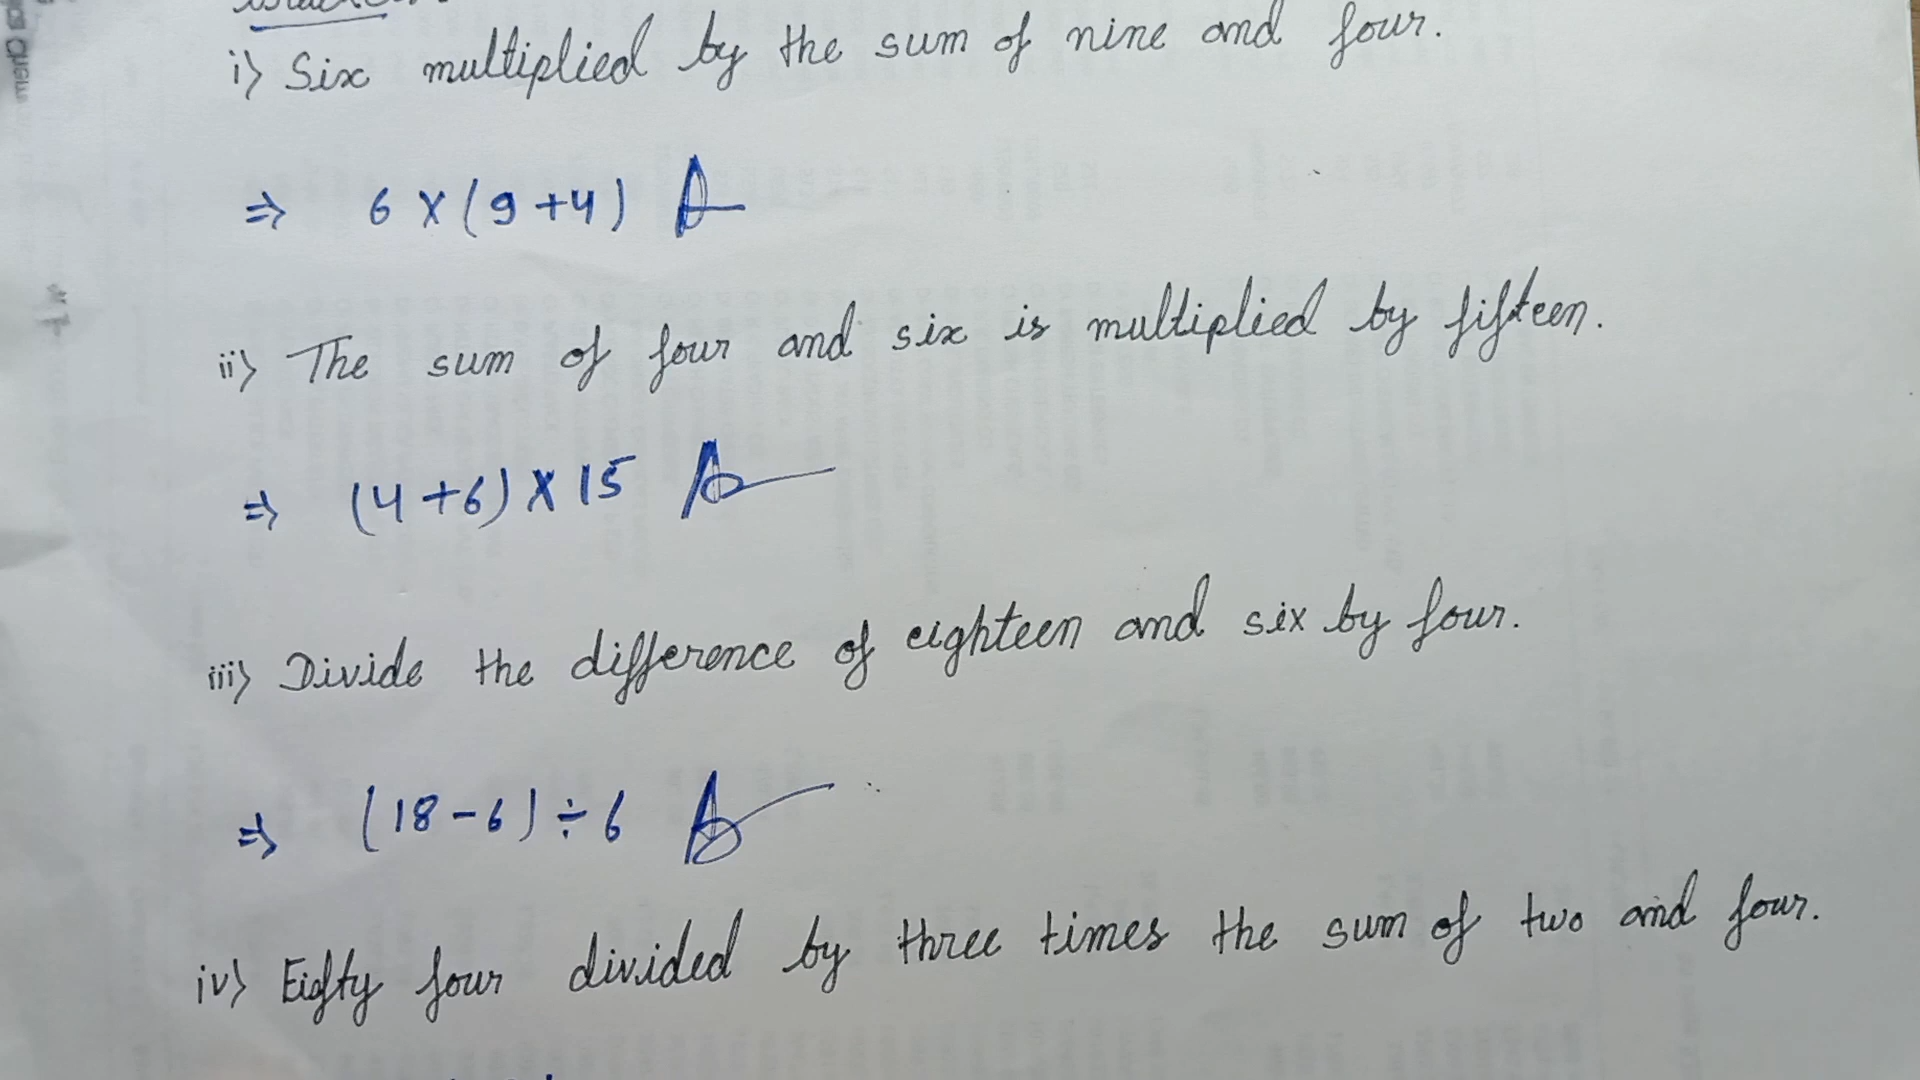 i) Six multiplied by the sum of nine and four.
⇒ 6 × (9+4)
ii) The sum of four and six is multiplied by fifteen.
⇒ (4+6) × 15
iii) Divide the difference of eighteen and six by four.
⇒ (18-6) ÷ 6
iv) Eighty four divided by three times the sum of two and four.